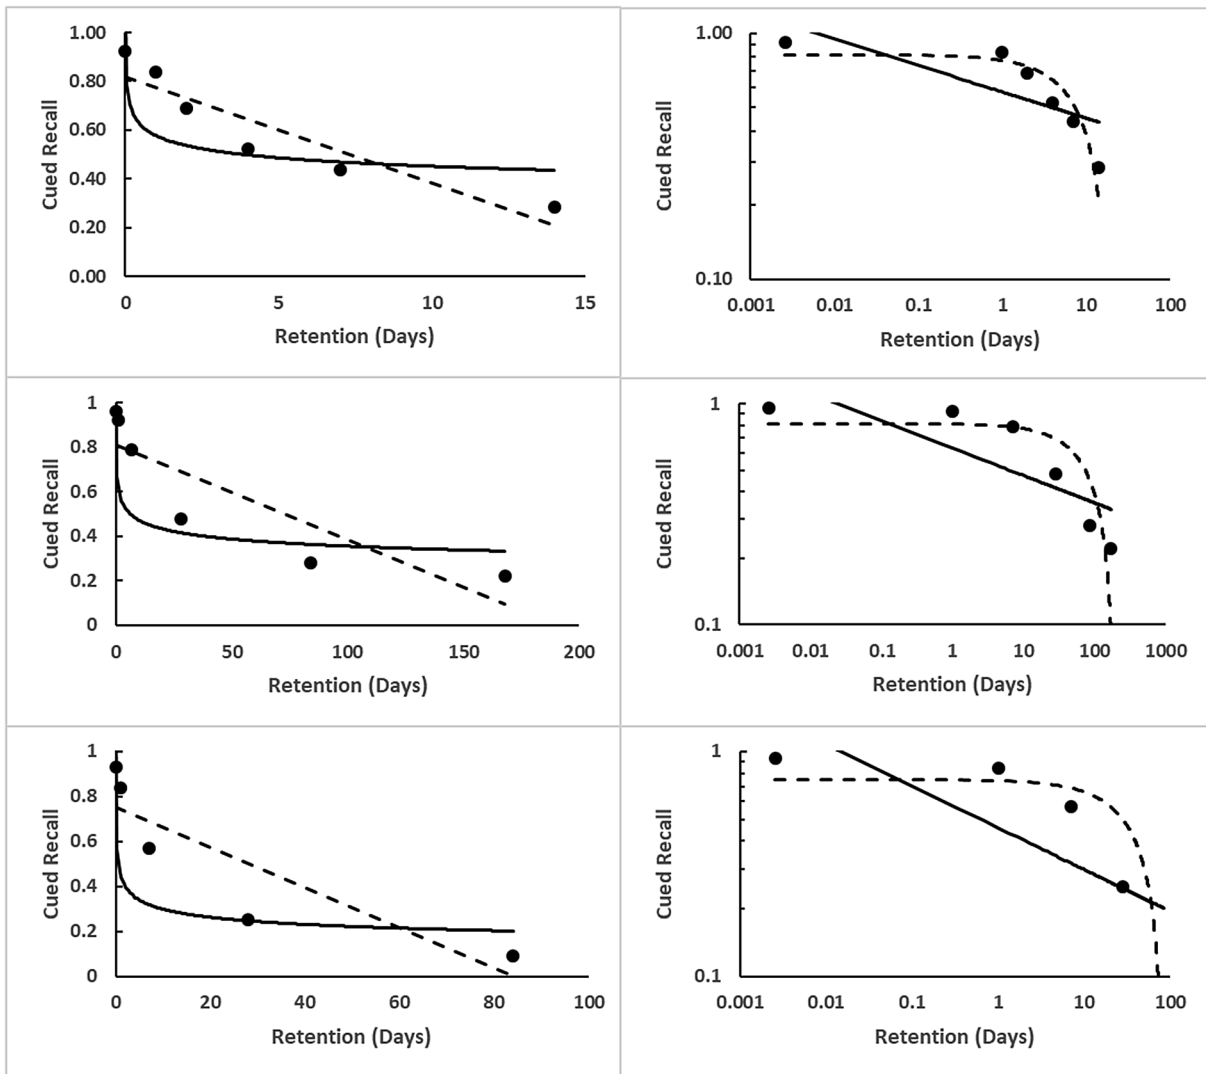 1.00
0.80
0.60
0.40
0.20
0.00
Cued Recall
0 5 10 15
Retention (Days)
1.00
0.10
Cued Recall
0.001 0.01 0.1 1 10 100
Retention (Days)
1
0.8
0.6
0.4
0.2
0
Cued Recall
0 50 100 150 200
Retention (Days)
1
0.1
Cued Recall
0.001 0.01 0.1 1 10 100 1000
Retention (Days)
1
0.8
0.6
0.4
0.2
0
Cued Recall
0 20 40 60 80 100
Retention (Days)
1
0.1
Cued Recall
0.001 0.01 0.1 1 10 100
Retention (Days)